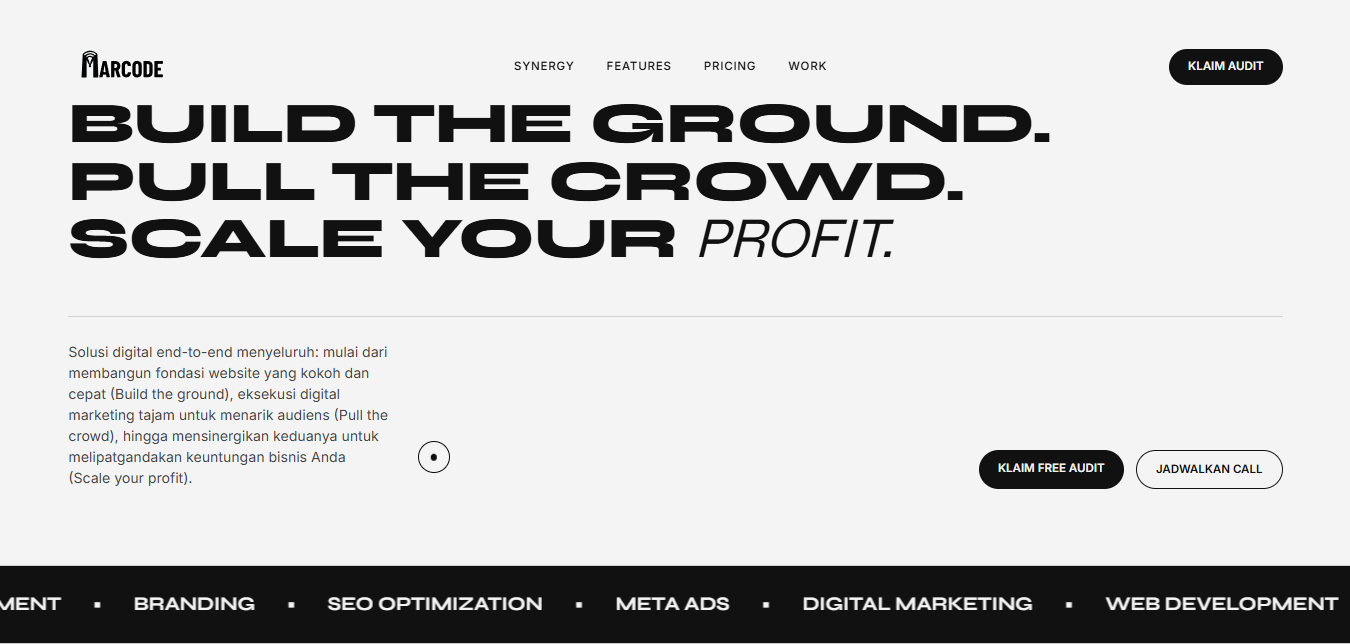 MARCODE
SYNERGY FEATURES PRICING WORK
KLAIM AUDIT
BUILD THE GROUND.
PULL THE CROWD.
SCALE YOUR PROFIT.
Solusi digital end-to-end menyeluruh: mulai dari
membangun fondasi website yang kokoh dan
cepat (Build the ground), eksekusi digital
marketing tajam untuk menarik audiens (Pull the
crowd), hingga mensinergikan keduanya untuk
melipatgandakan keuntungan bisnis Anda
(Scale your profit).
KLAIM FREE AUDIT
JADWALKAN CALL
MENT ▪ BRANDING ▪ SEO OPTIMIZATION ▪ META ADS ▪ DIGITAL MARKETING ▪ WEB DEVELOPMENT